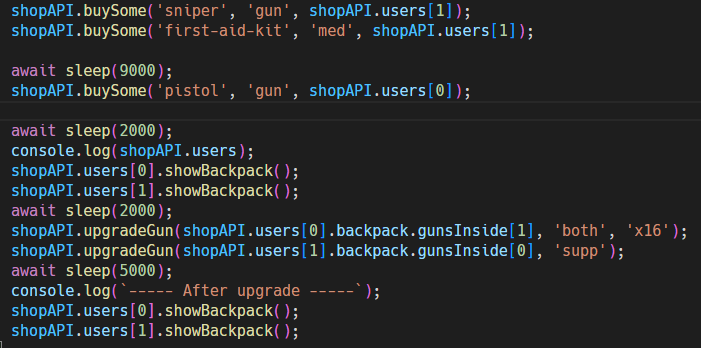 shopAPI.buySome('sniper', 'gun', shopAPI.users[1]);
shopAPI.buySome('first-aid-kit', 'med', shopAPI.users[1]);
await sleep(9000);
shopAPI.buySome('pistol', 'gun', shopAPI.users[0]);
await sleep(2000);
console.log(shopAPI.users);
shopAPI.users[0].showBackpack();
shopAPI.users[1].showBackpack();
await sleep(2000);
shopAPI.upgradeGun(shopAPI.users[0].backpack.gunsInside[1], 'both', 'x16');
shopAPI.upgradeGun(shopAPI.users[1].backpack.gunsInside[0], 'supp');
await sleep(5000);
console.log(`----- After upgrade -----`);
shopAPI.users[0].showBackpack();
shopAPI.users[1].showBackpack();